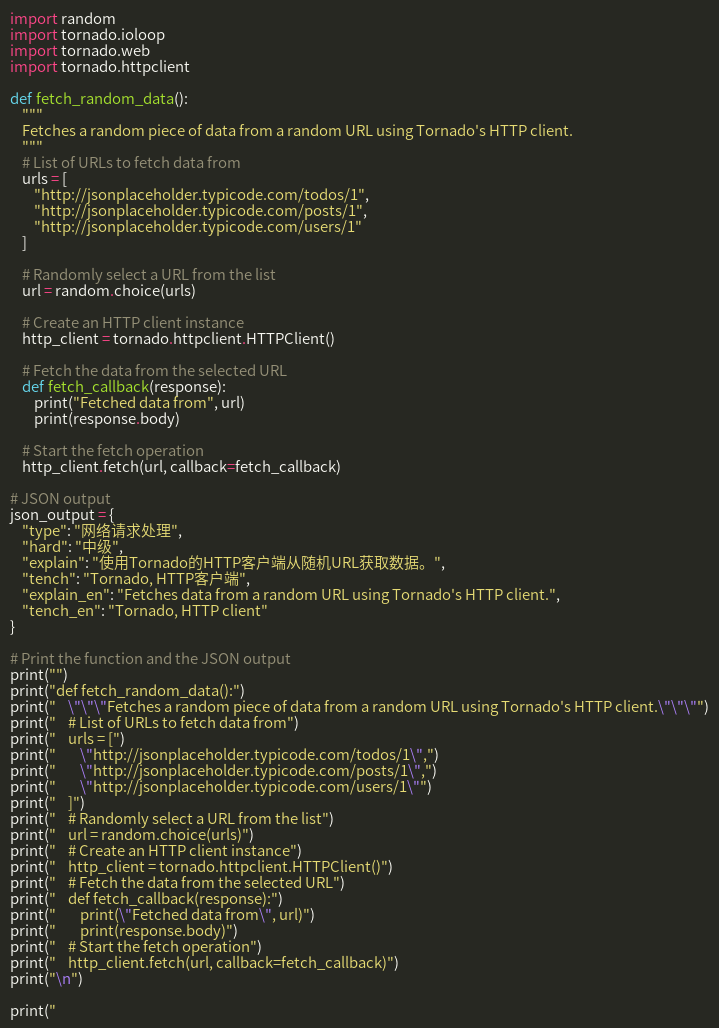 import random
import tornado.ioloop
import tornado.web
import tornado.httpclient

def fetch_random_data():
    """
    Fetches a random piece of data from a random URL using Tornado's HTTP client.
    """
    # List of URLs to fetch data from
    urls = [
        "http://jsonplaceholder.typicode.com/todos/1",
        "http://jsonplaceholder.typicode.com/posts/1",
        "http://jsonplaceholder.typicode.com/users/1"
    ]

    # Randomly select a URL from the list
    url = random.choice(urls)

    # Create an HTTP client instance
    http_client = tornado.httpclient.HTTPClient()

    # Fetch the data from the selected URL
    def fetch_callback(response):
        print("Fetched data from", url)
        print(response.body)

    # Start the fetch operation
    http_client.fetch(url, callback=fetch_callback)

# JSON output
json_output = {
    "type": "网络请求处理",
    "hard": "中级",
    "explain": "使用Tornado的HTTP客户端从随机URL获取数据。",
    "tench": "Tornado, HTTP客户端",
    "explain_en": "Fetches data from a random URL using Tornado's HTTP client.",
    "tench_en": "Tornado, HTTP client"
}

# Print the function and the JSON output
print("")
print("def fetch_random_data():")
print("    \"\"\"Fetches a random piece of data from a random URL using Tornado's HTTP client.\"\"\"")
print("    # List of URLs to fetch data from")
print("    urls = [")
print("        \"http://jsonplaceholder.typicode.com/todos/1\",")
print("        \"http://jsonplaceholder.typicode.com/posts/1\",")
print("        \"http://jsonplaceholder.typicode.com/users/1\"")
print("    ]")
print("    # Randomly select a URL from the list")
print("    url = random.choice(urls)")
print("    # Create an HTTP client instance")
print("    http_client = tornado.httpclient.HTTPClient()")
print("    # Fetch the data from the selected URL")
print("    def fetch_callback(response):")
print("        print(\"Fetched data from\", url)")
print("        print(response.body)")
print("    # Start the fetch operation")
print("    http_client.fetch(url, callback=fetch_callback)")
print("\n")

print("